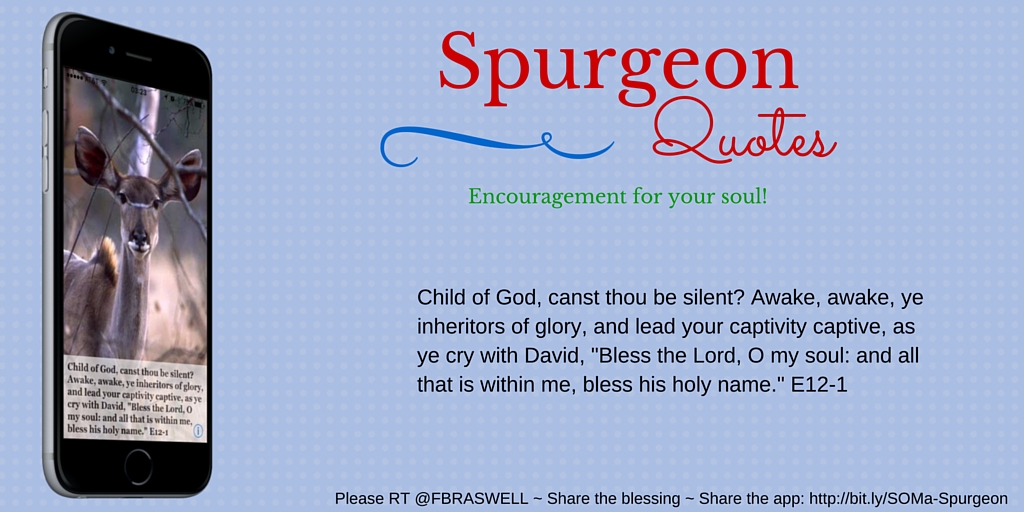 Spurgeon
Quotes
Encouragement for your soul!
Child of God, canst thou be silent? Awake, awake, ye
inheritors of glory, and lead your captivity captive, as
ye cry with David, "Bless the Lord, O my soul: and all
that is within me, bless his holy name." E12-1
03:23
Child of God, canst thou be silent?
Awake, awake, ye inheritors of glory,
and lead your captivity captive, as ye
cry with David, "Bless the Lord, O
my soul: and all that is within me,
bless his holy name." E12-1
Please RT @FBRASWELL ~ Share the blessing ~ Share the app: http://bit.ly/SOMa-Spurgeon